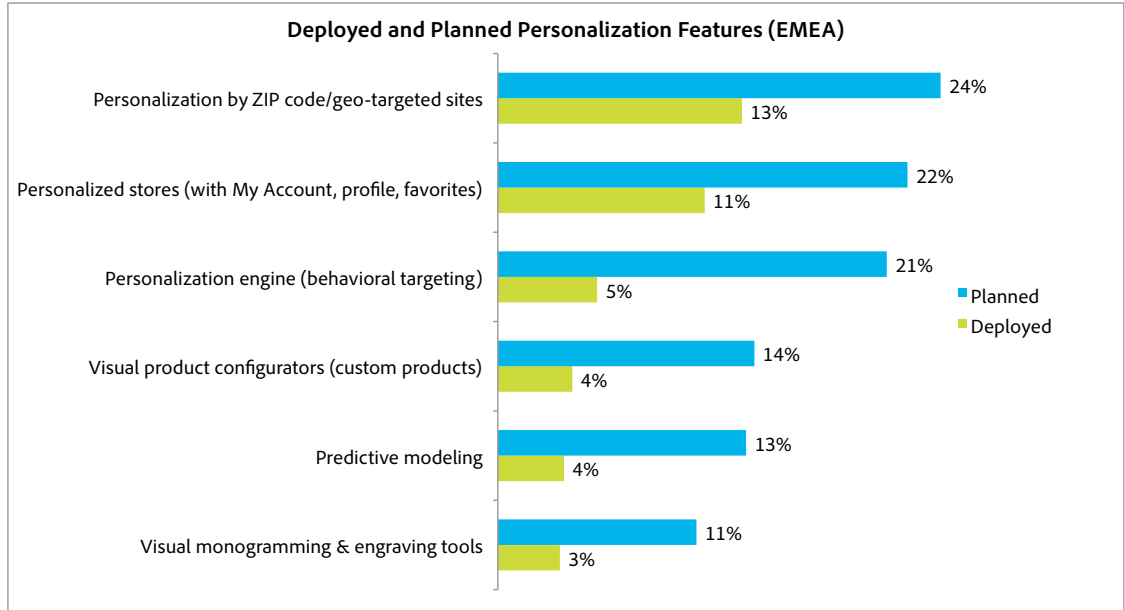 Deployed and Planned Personalization Features (EMEA)
Personalization by ZIP code/geo-targeted sites
24%
13%
Personalized stores (with My Account, profile, favorites)
22%
11%
Personalization engine (behavioral targeting)
21%
5%
Visual product configurators (custom products)
14%
4%
Predictive modeling
13%
4%
Visual monogramming & engraving tools
11%
3%
Planned
Deployed